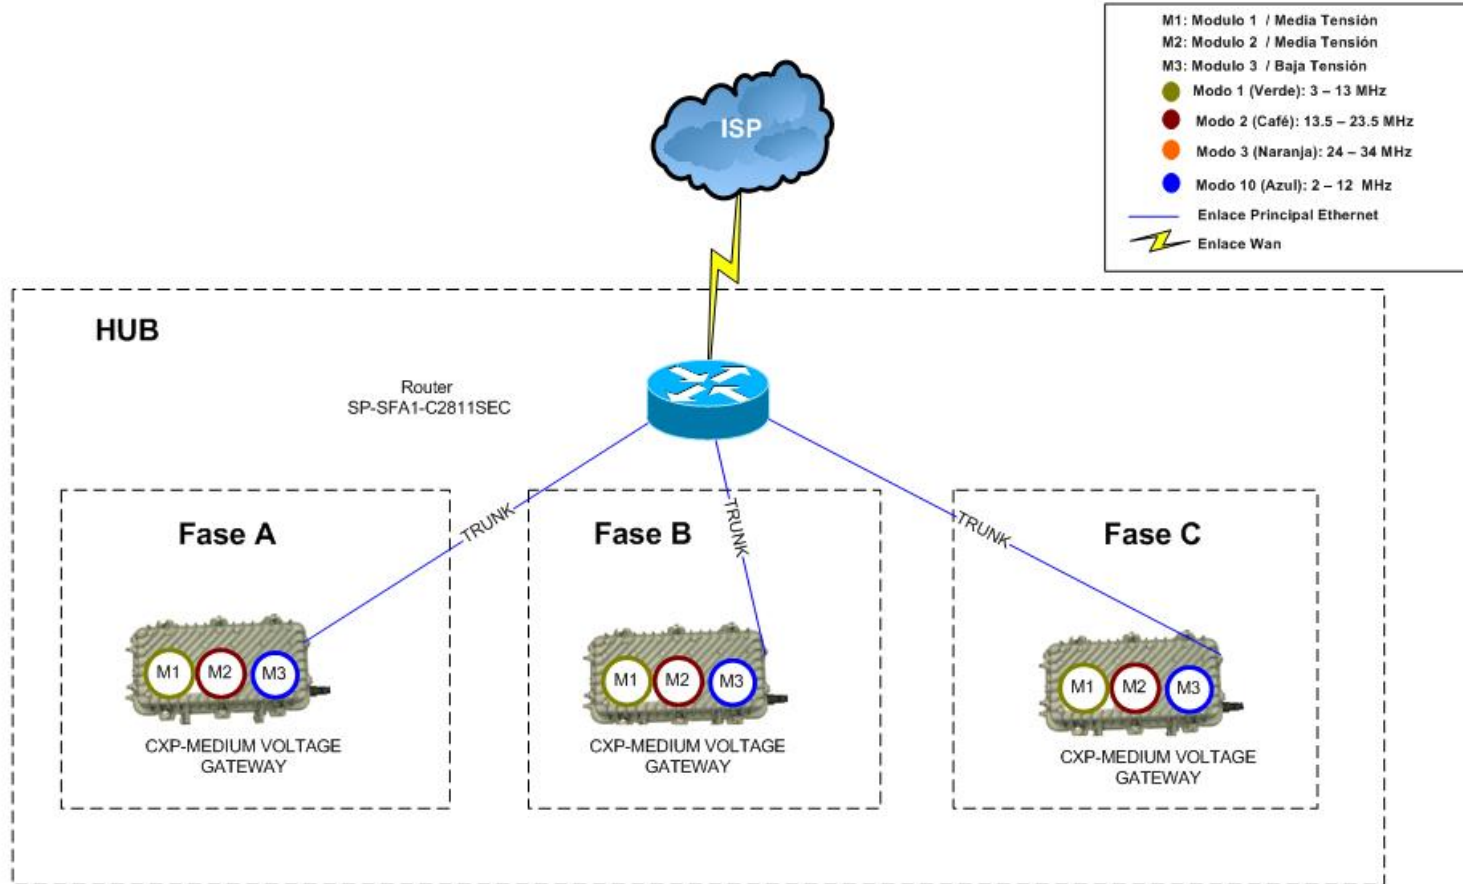 M1: Modulo 1 / Media Tensión
M2: Modulo 2 / Media Tensión
M3: Modulo 3 / Baja Tensión
Modo 1 (Verde): 3 – 13 MHz
Modo 2 (Café): 13.5 – 23.5 MHz
Modo 3 (Naranja): 24 – 34 MHz
Modo 10 (Azul): 2 – 12 MHz
Enlace Principal Ethernet
Enlace Wan
ISP
HUB
Router
SP-SFA1-C2811SEC
TRUNK
TRUNK
TRUNK
Fase A
M1 M2 M3
CXP-MEDIUM VOLTAGE
GATEWAY
Fase B
M1 M2 M3
CXP-MEDIUM VOLTAGE
GATEWAY
Fase C
M1 M2 M3
CXP-MEDIUM VOLTAGE
GATEWAY